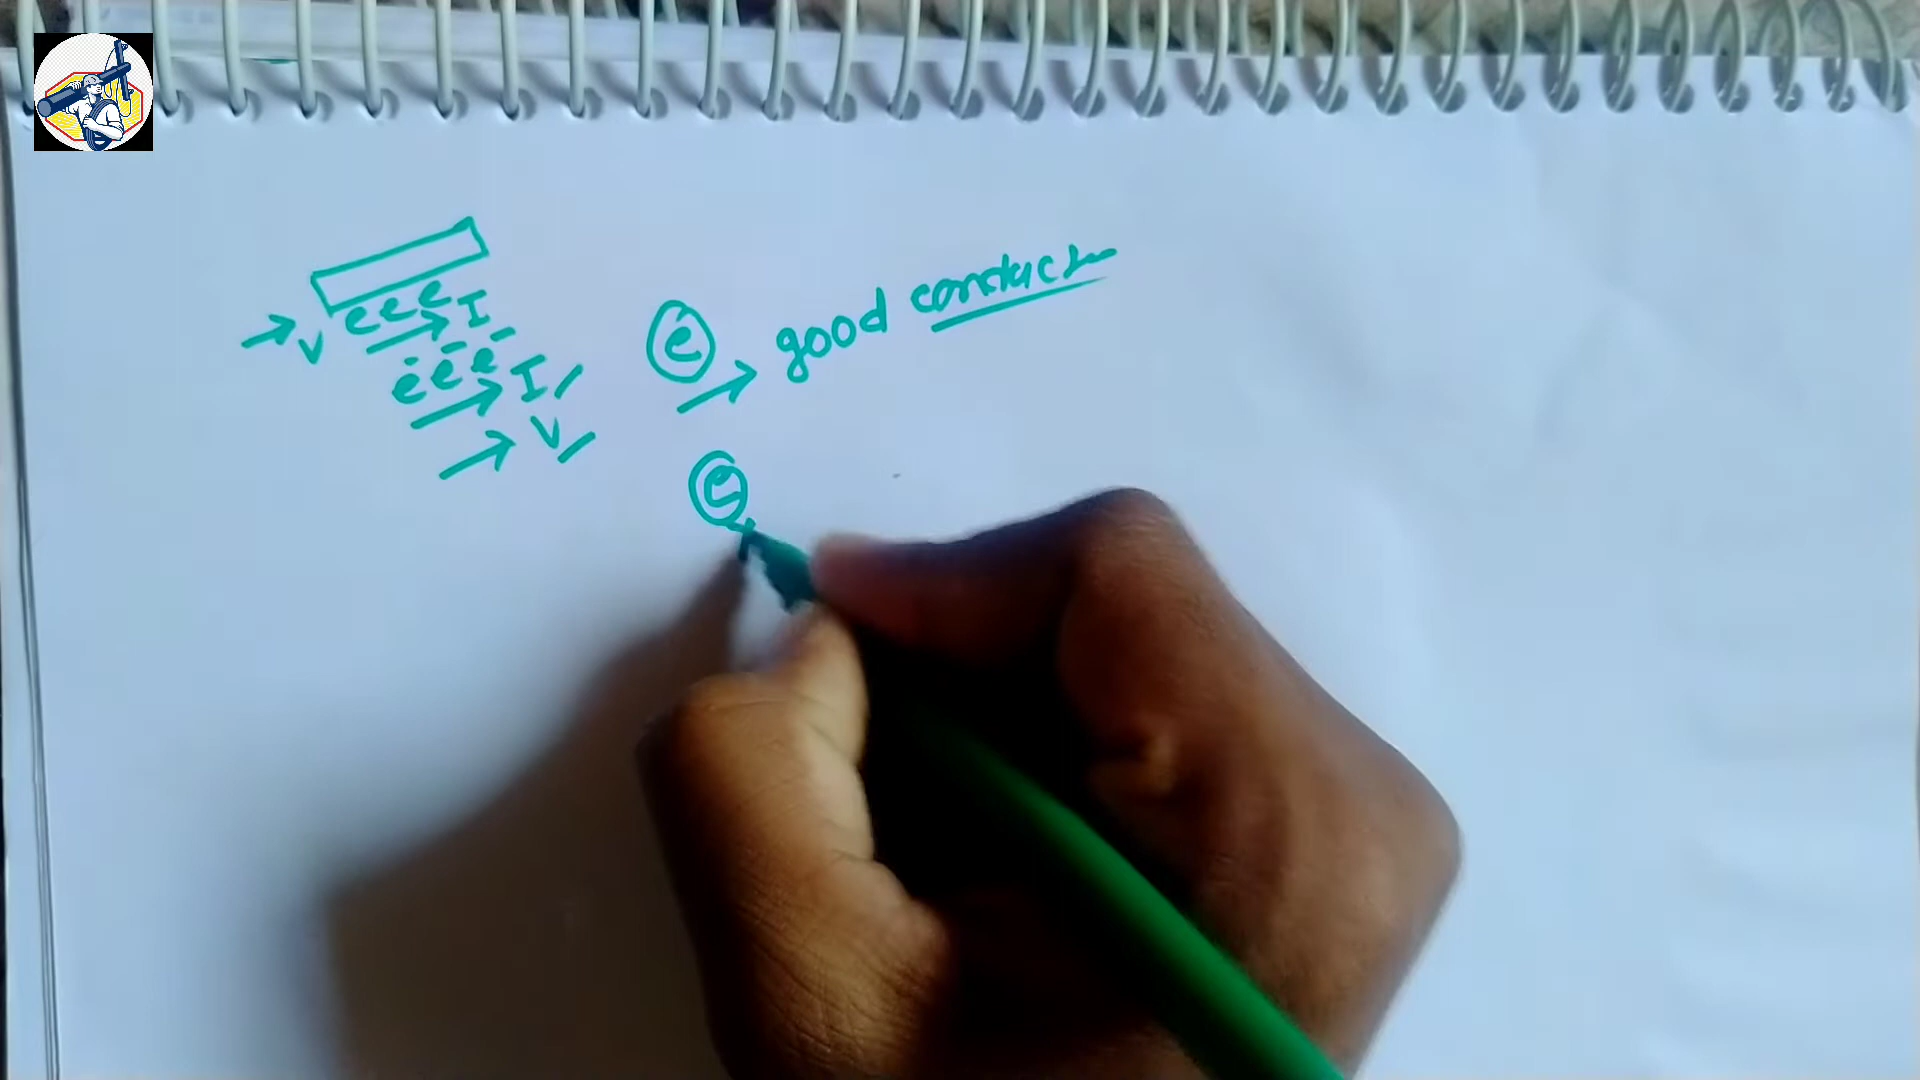 → V e e e I
→
e e e I
→
→ V
e → good conductor
e